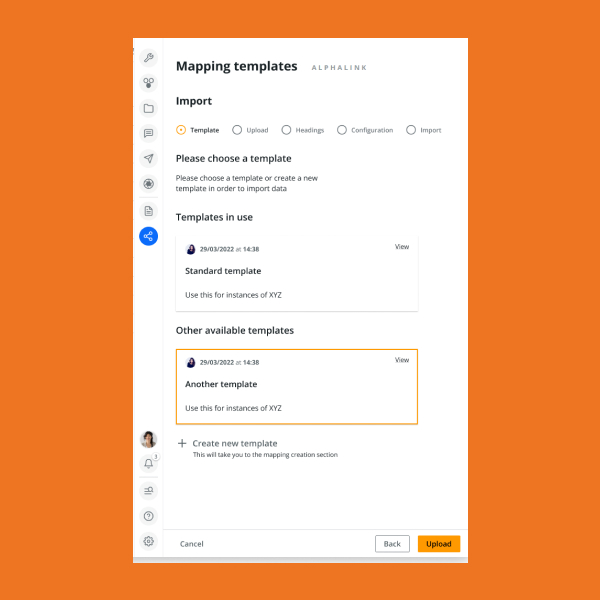 Mapping templates ALPHALINK
Import
Template Upload Headings Configuration Import
Please choose a template
Please choose a template or create a new
template in order to import data
Templates in use
29/03/2022 at 14:38 View
Standard template
Use this for instances of XYZ
Other available templates
29/03/2022 at 14:38 View
Another template
Use this for instances of XYZ
Create new template
This will take you to the mapping creation section
3
Cancel Back Upload